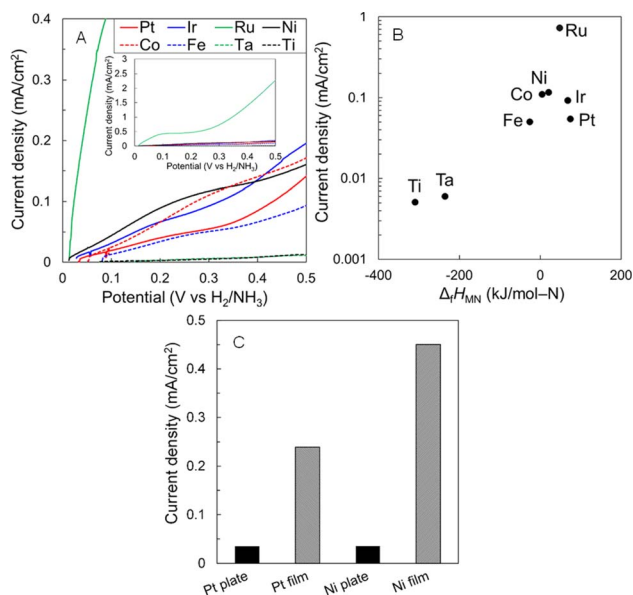 A
Pt Ir Ru Ni
Co Fe Ta Ti
Current density (mA/cm²)
0.4
0.3
0.2
0.1
0
0 0.1 0.2 0.3 0.4 0.5
Potential (V vs H₂/NH₃)
Current density (mA/cm²)
3
2.5
2
1.5
1
0.5
0
0 0.1 0.2 0.3 0.4 0.5
Potential (V vs H₂/NH₃)
B
Current density (mA/cm²)
1
0.1
0.01
0.001
Ru
Ni
Co
Ir
Fe
Pt
Ti
Ta
-400 -200 0 200
ΔfHMN (kJ/mol–N)
C
Current density (mA/cm²)
0.5
0.4
0.3
0.2
0.1
0
Pt plate Pt film Ni plate Ni film